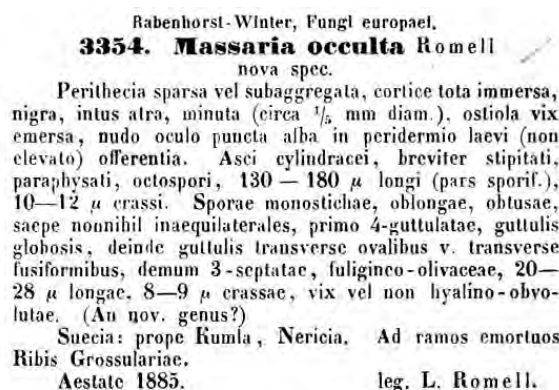 Rabenhorst-Winter, Fungi europaei.
3354. Massaria occulta Romell
nova spec.
Perithecia sparsa vel subaggregata, cortice tota immersa,
nigra, intus atra, minuta (circa 1/5 mm diam.), ostiola vix
emersa, nudo oculo puncta alba in peridermio laevi (non
elevato) offerentia. Asci cylindracei, breviter stipitati,
paraphysati, octospori, 130 — 180 μ longi (pars sporif.),
10—12 μ crassi. Sporae monostichae, oblongae, obtusae,
saepe nonnihil inaequilaterales, primo 4-guttulatae, guttulis
globosis, deinde guttulis transverse ovalibus v. transverse
fusiformibus, demum 3-septatae, fuligineo-olivaceae, 20—
28 μ longae, 8—9 μ crassae, vix vel non hyalino-obvo-
lutae. (An nov. genus?)
Suecia: prope Kumla, Nericia. Ad ramos emortuos
Ribis Grossulariae.
Aestate 1885. leg. L. Romell.